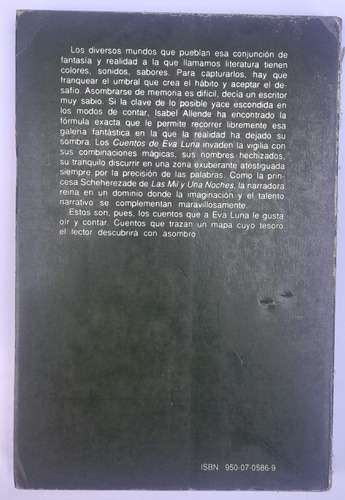 Los diversos mundos que pueblan esa conjunción de
fantasía y realidad a la que llamamos literatura tienen
colores, sonidos, sabores. Para capturarlos, hay que
franquear el umbral que crea el hábito y aceptar el de-
safío. Asombrarse de memoria es difícil, decía un escritor
muy sabio. Si la clave de lo posible yace escondida en
los modos de contar, Isabel Allende ha encontrado la
fórmula exacta que le permite recorrer libremente esa
galería fantástica en la que la realidad ha dejado su
sombra. Los Cuentos de Eva Luna invaden la vigilia con
sus combinaciones mágicas, sus nombres hechizados,
su tranquilo discurrir en una zona exuberante atestiguada
por la precisión de las palabras. Como la prin-
cesa Scheherezade de Las Mil y Una Noches, la narradora
reina en un dominio donde la imaginación y el talento
narrativo se complementan maravillosamente.
Estos son, pues, los cuentos que a Eva Luna le gusta
oir y contar. Cuentos que trazan un mapa cuyo tesoro
el lector descubrirá con asombro.
ISBN 950-07-0586-9